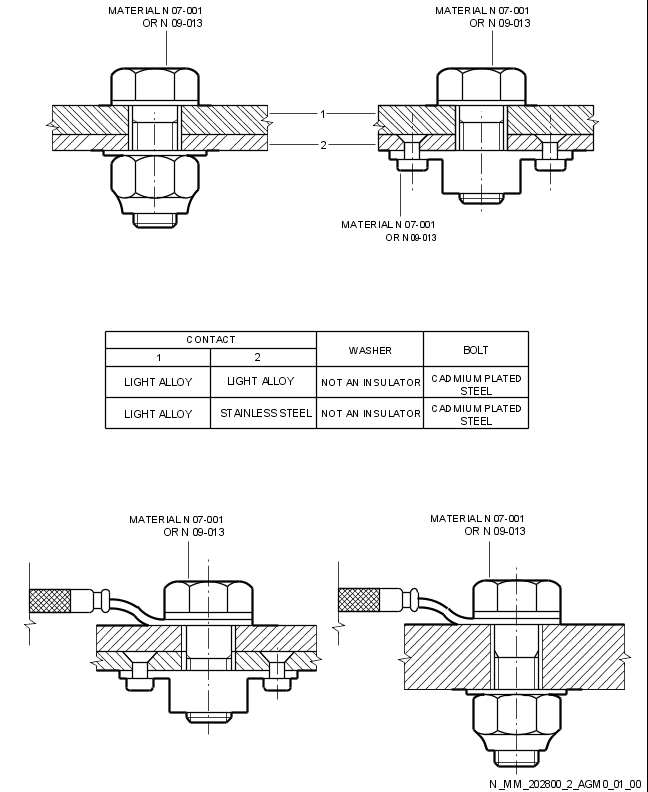 MATERIAL N 07-001
OR N 09-013
MATERIAL N 07-001
OR N 09-013
1
2
MATERIAL N 07-001
OR N 09-013
CONTACT
WASHER
BOLT
1
2
LIGHT ALLOY
LIGHT ALLOY
NOT AN INSULATOR
CADMIUM PLATED
STEEL
LIGHT ALLOY
STAINLESS STEEL
NOT AN INSULATOR
CADMIUM PLATED
STEEL
MATERIAL N 07-001
OR N 09-013
MATERIAL N 07-001
OR N 09-013
N_MM_202800_2_AGM0_01_00